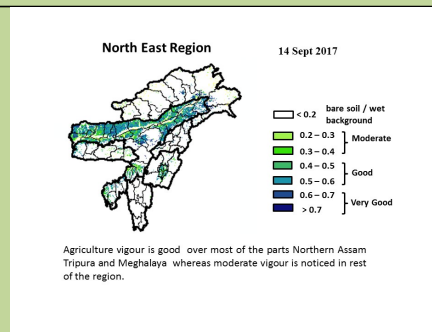 North East Region
14 Sept 2017
< 0.2 bare soil / wet background
0.2 – 0.3
Moderate
0.3 – 0.4
0.4 – 0.5
Good
0.5 – 0.6
0.6 – 0.7
Very Good
> 0.7
Agriculture vigour is good over most of the parts Northern Assam
Tripura and Meghalaya whereas moderate vigour is noticed in rest
of the region.